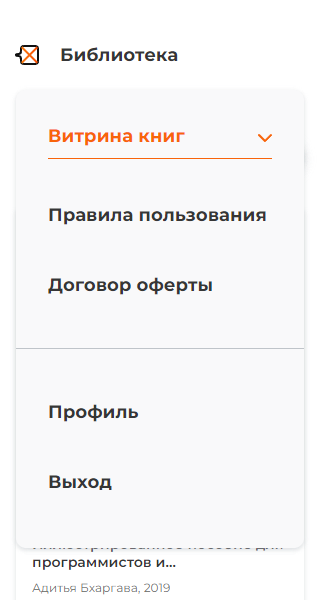 Библиотека
Витрина книг
Правила пользования
Договор оферты
Профиль
Выход
программистов и...
Адитья Бхаргава, 2019